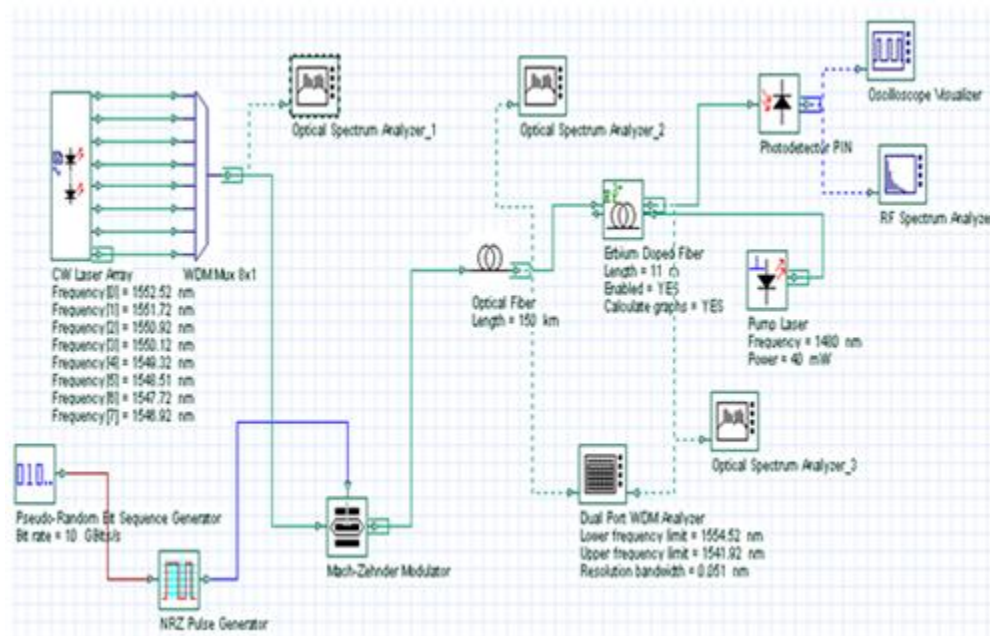 Optical Spectrum Analyzer_1
Optical Spectrum Analyzer_2
Oscilloscope Visualizer
Photodetector PIN
RF Spectrum Analyze
CW Laser Array
Frequency[0] = 1552.52 nm
Frequency[1] = 1551.72 nm
Frequency[2] = 1550.92 nm
Frequency[3] = 1550.12 nm
Frequency[4] = 1549.32 nm
Frequency[5] = 1548.51 nm
Frequency[6] = 1547.72 nm
Frequency[7] = 1546.92 nm
WDM Mux 8x1
Optical Fiber
Length = 150 km
Erbium Doped Fiber
Length = 11
Enabled = YES
Calculate graphs = YES
Pump Laser
Frequency = 1480 nm
Power = 40 mW
Optical Spectrum Analyzer_3
010..
Pseudo-Random Bit Sequence Generator
Bit rate = 10 GBits/s
NRZ Pulse Generator
Mach-Zehnder Modulator
Dual Port WDM Analyzer
Lower frequency limit = 1554.52 nm
Upper frequency limit = 1541.92 nm
Resolution bandwidth = 0.051 nm